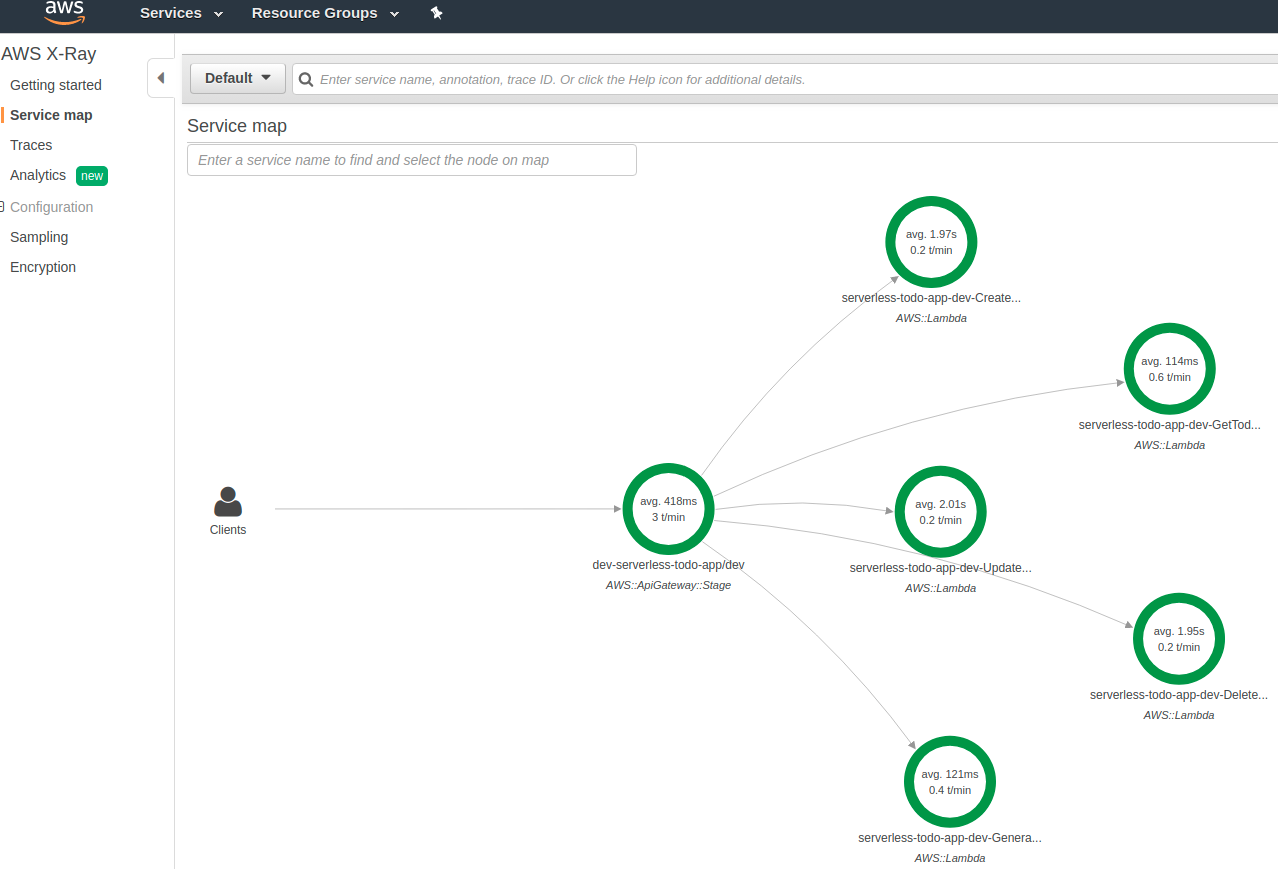 aws
Services
Resource Groups
AWS X-Ray
Getting started
Service map
Traces
Analytics new
Configuration
Sampling
Encryption
Default
Enter service name, annotation, trace ID. Or click the Help icon for additional details.
Service map
Enter a service name to find and select the node on map
avg. 1.97s
0.2 t/min
serverless-todo-app-dev-Create...
AWS::Lambda
avg. 114ms
0.6 t/min
serverless-todo-app-dev-GetTod...
AWS::Lambda
Clients
avg. 418ms
3 t/min
dev-serverless-todo-app/dev
AWS::ApiGateway::Stage
avg. 2.01s
0.2 t/min
serverless-todo-app-dev-Update...
AWS::Lambda
avg. 1.95s
0.2 t/min
serverless-todo-app-dev-Delete...
AWS::Lambda
avg. 121ms
0.4 t/min
serverless-todo-app-dev-Genera...
AWS::Lambda